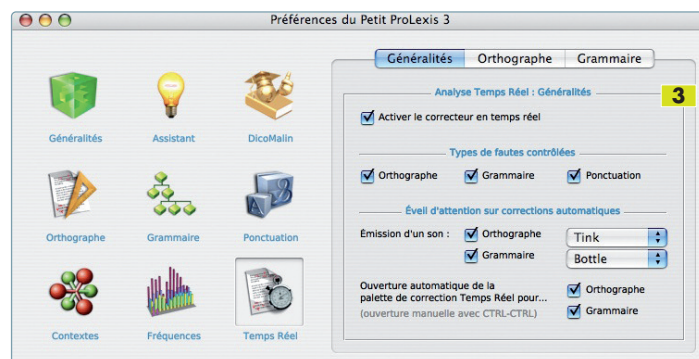 Préférences du Petit ProLexis 3
Généralités
Assistant
DicoMalin
Orthographe
Grammaire
Ponctuation
Contextes
Fréquences
Temps Réel
Généralités Orthographe Grammaire
3
Analyse Temps Réel : Généralités
Activer le correcteur en temps réel
Types de fautes contrôlées
Orthographe Grammaire Ponctuation
Éveil d'attention sur corrections automatiques
Émission d'un son : Orthographe Tink
Grammaire Bottle
Ouverture automatique de la
palette de correction Temps Réel pour...
(ouverture manuelle avec CTRL-CTRL)
Orthographe
Grammaire